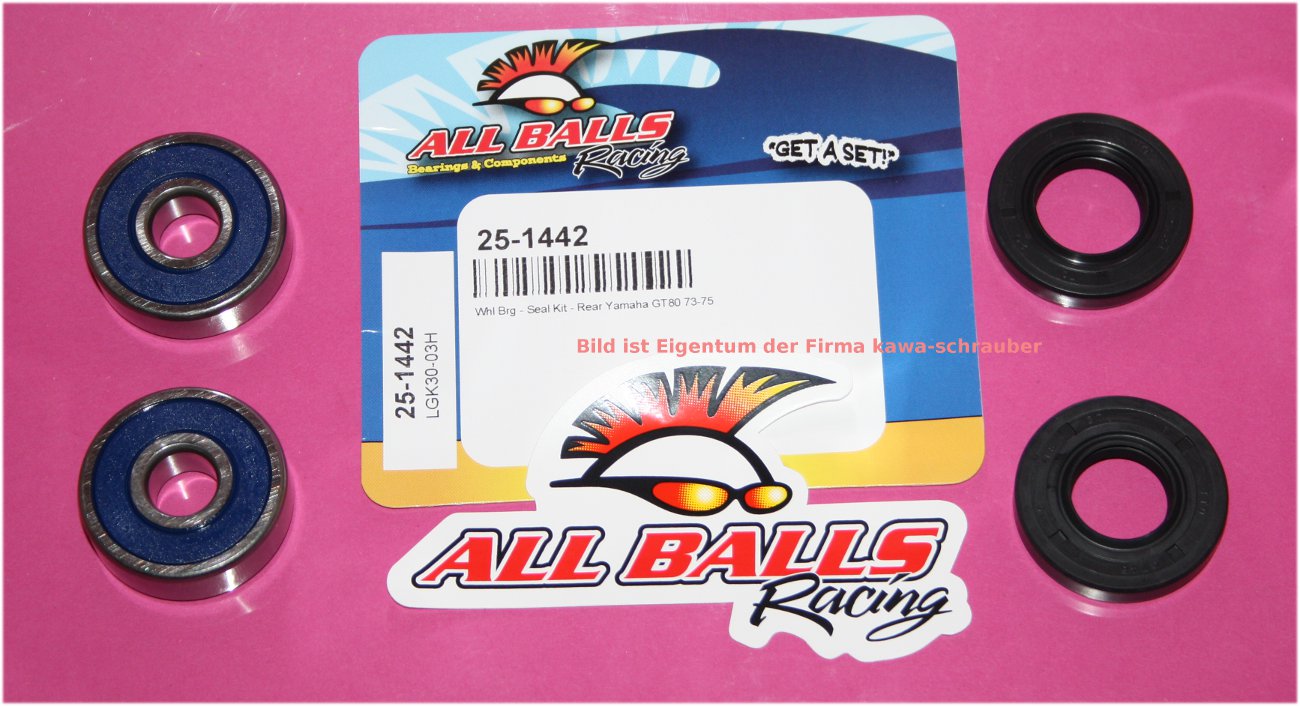 ALL BALLS
Racing
Bearings & Components
"GET A SET!"
25-1442
Whl Brg - Seal Kit - Rear Yamaha GT80 73-75
25-1442
LGK30-03H
Bild ist Eigentum der Firma kawa-schrauber
ALL BALLS
Racing